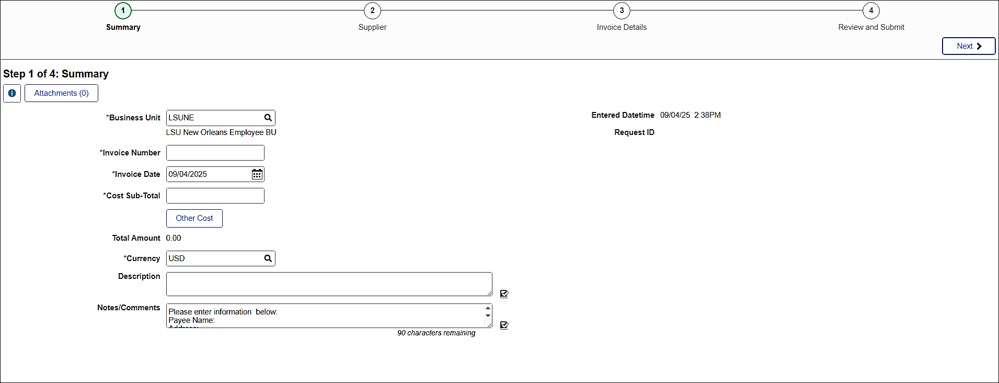 1 2 3 4
Summary Supplier Invoice Details Review and Submit
Next
Step 1 of 4: Summary
Attachments (0)
*Business Unit LSUNE
LSU New Orleans Employee BU
Entered Datetime 09/04/25 2:38PM
Request ID
*Invoice Number
*Invoice Date 09/04/2025
*Cost Sub-Total
Other Cost
Total Amount 0.00
*Currency USD
Description
Notes/Comments Please enter information below:
Payee Name:
Address:
90 characters remaining